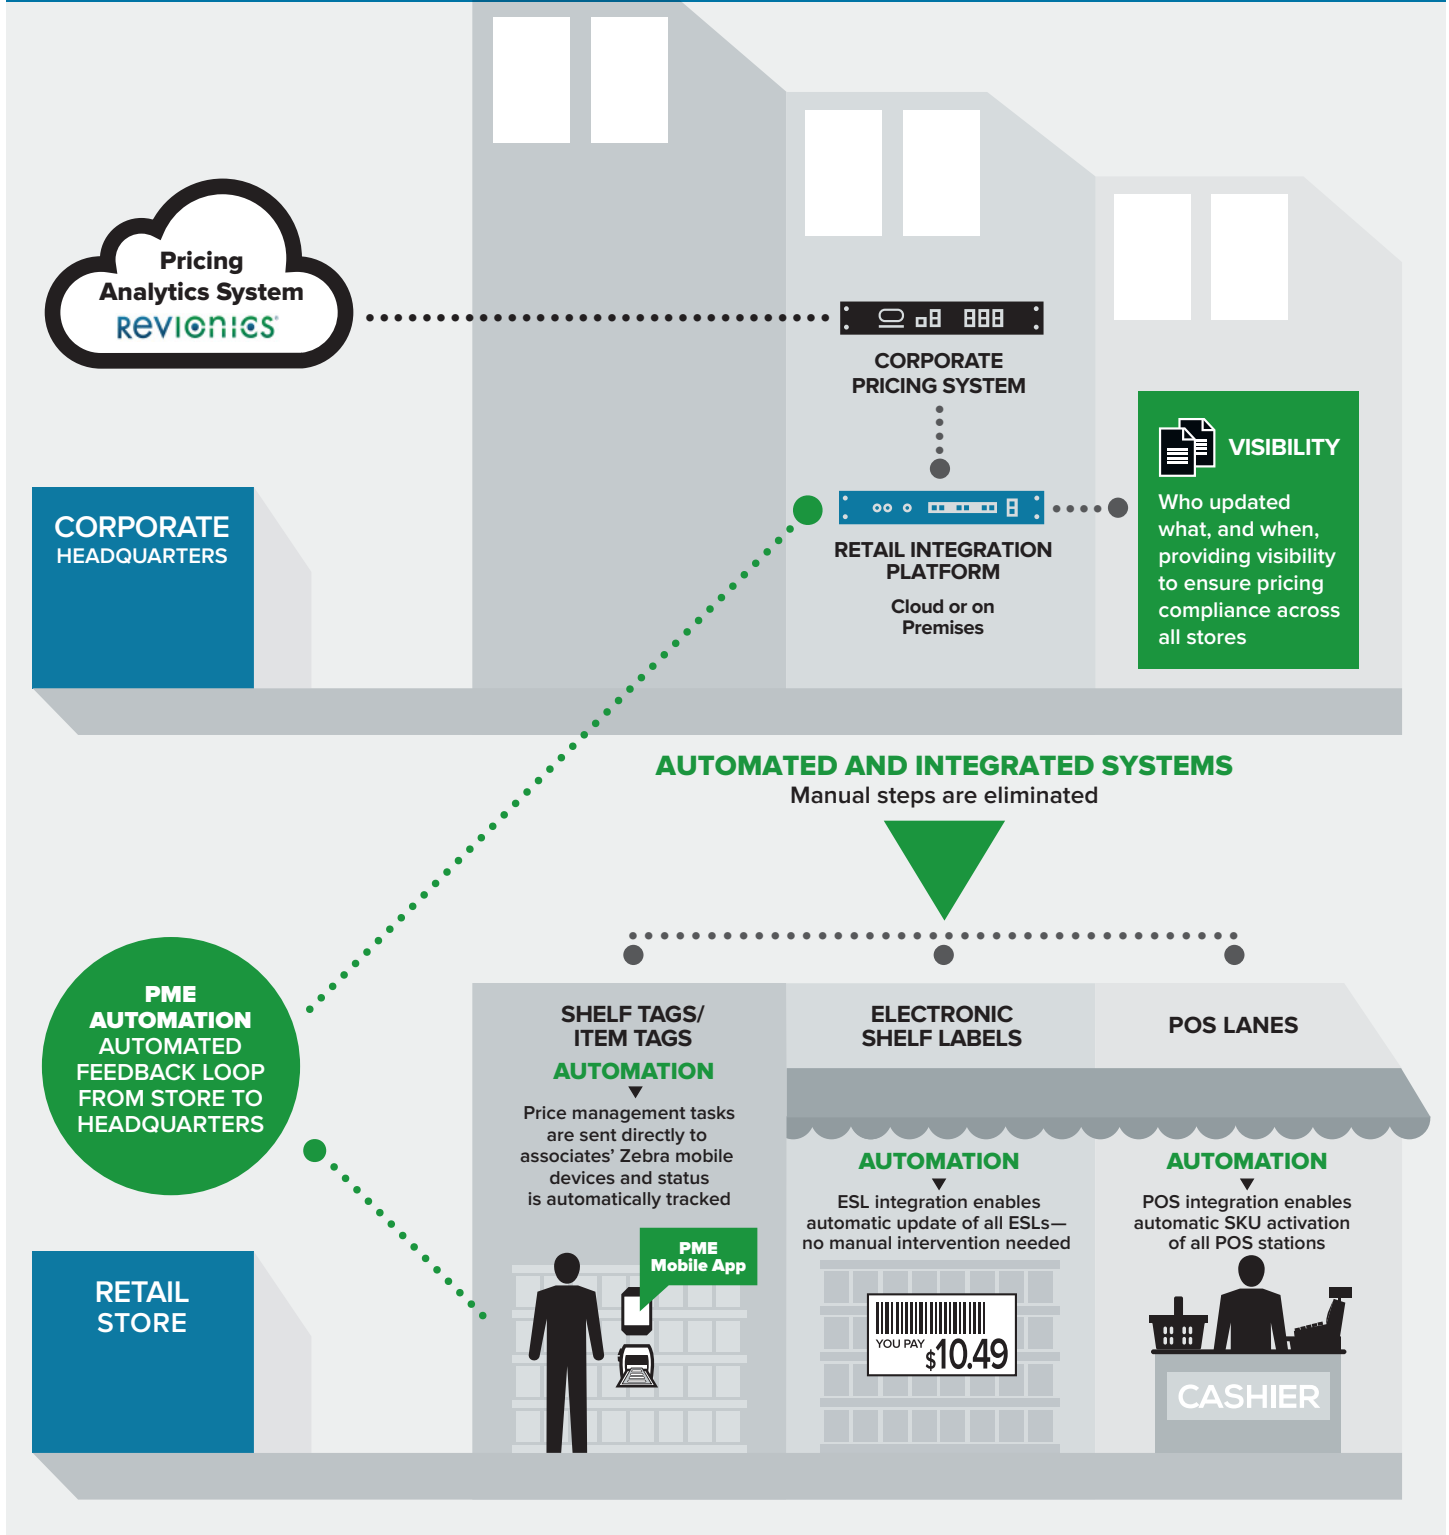 Pricing
Analytics System
Revionics
CORPORATE
PRICING SYSTEM
VISIBILITY
Who updated
what, and when,
providing visibility
to ensure pricing
compliance across
all stores
CORPORATE
HEADQUARTERS
RETAIL INTEGRATION
PLATFORM
Cloud or on
Premises
AUTOMATED AND INTEGRATED SYSTEMS
Manual steps are eliminated
PME
AUTOMATION
AUTOMATED
FEEDBACK LOOP
FROM STORE TO
HEADQUARTERS
SHELF TAGS/
ITEM TAGS
AUTOMATION
Price management tasks
are sent directly to
associates’ Zebra mobile
devices and status
is automatically tracked
PME
Mobile App
ELECTRONIC
SHELF LABELS
AUTOMATION
ESL integration enables
automatic update of all ESLs—
no manual intervention needed
YOU PAY $10.49
POS LANES
AUTOMATION
POS integration enables
automatic SKU activation
of all POS stations
CASHIER
RETAIL
STORE